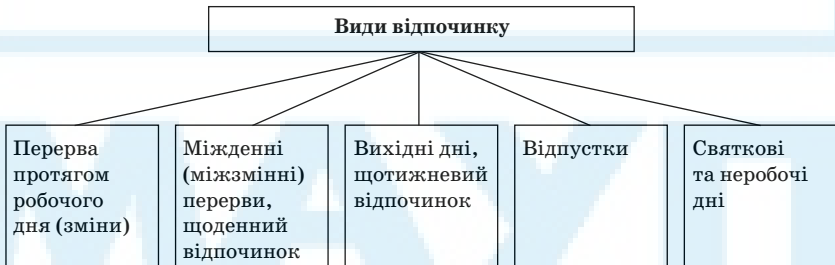 Види відпочинку
Перерва
протягом
робочого
дня (зміни)
Міжденні
(міжзмінні)
перерви,
щоденний
відпочинок
Вихідні дні,
щотижневий
відпочинок
Відпустки
Святкові
та неробочі
дні